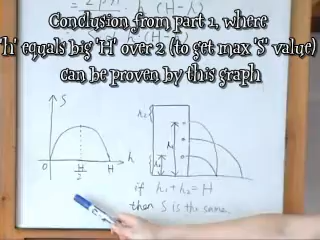 Conclusion from part 2, where
'h' equals big 'H' over 2 (to get max 'S' value)
can be proven by this graph
S
0
H
2
H
h
h₂
h₁
if h₁+h₂=H
then S is the same.